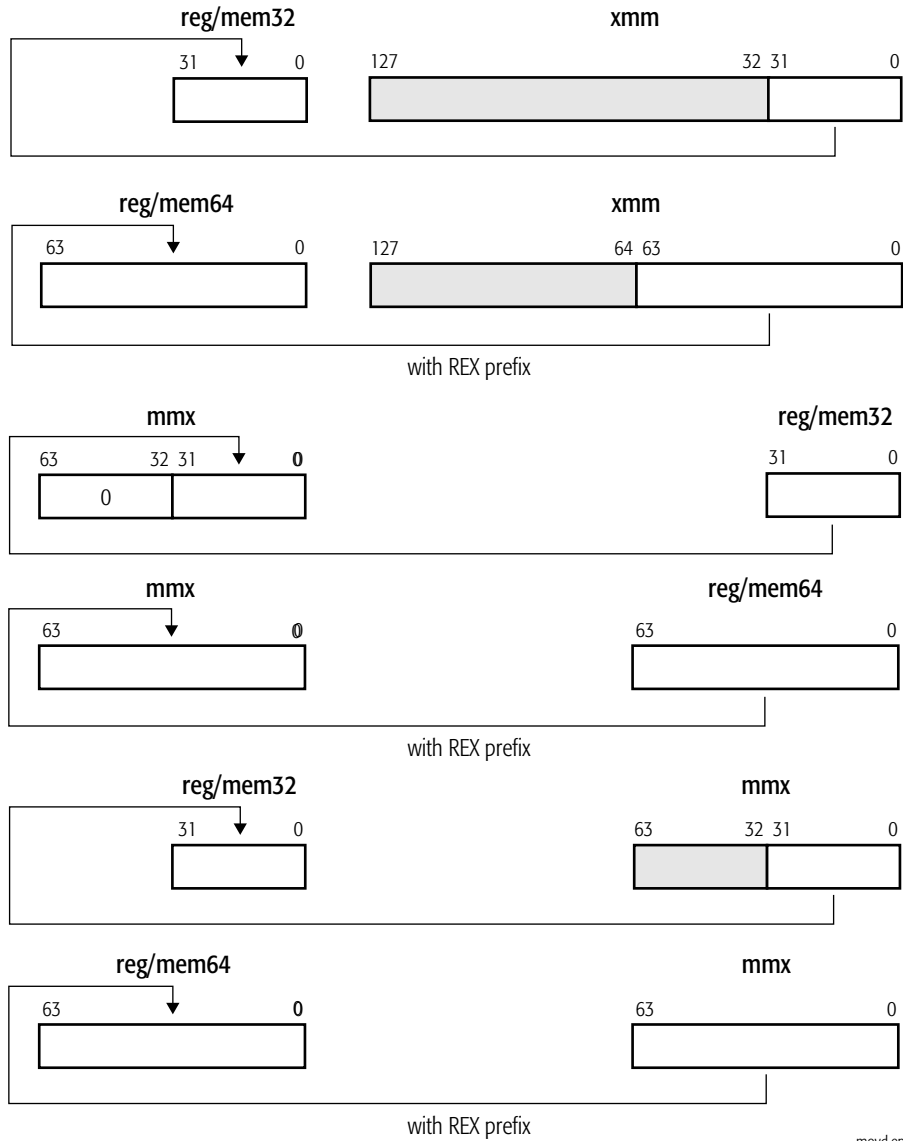 reg/mem32 xmm
31 0 127 32 31 0
reg/mem64 xmm
63 0 127 64 63 0
with REX prefix
mmx reg/mem32
63 32 31 0 31 0
0
mmx reg/mem64
63 0 63 0
with REX prefix
reg/mem32 mmx
31 0 63 32 31 0
reg/mem64 mmx
63 0 63 0
with REX prefix